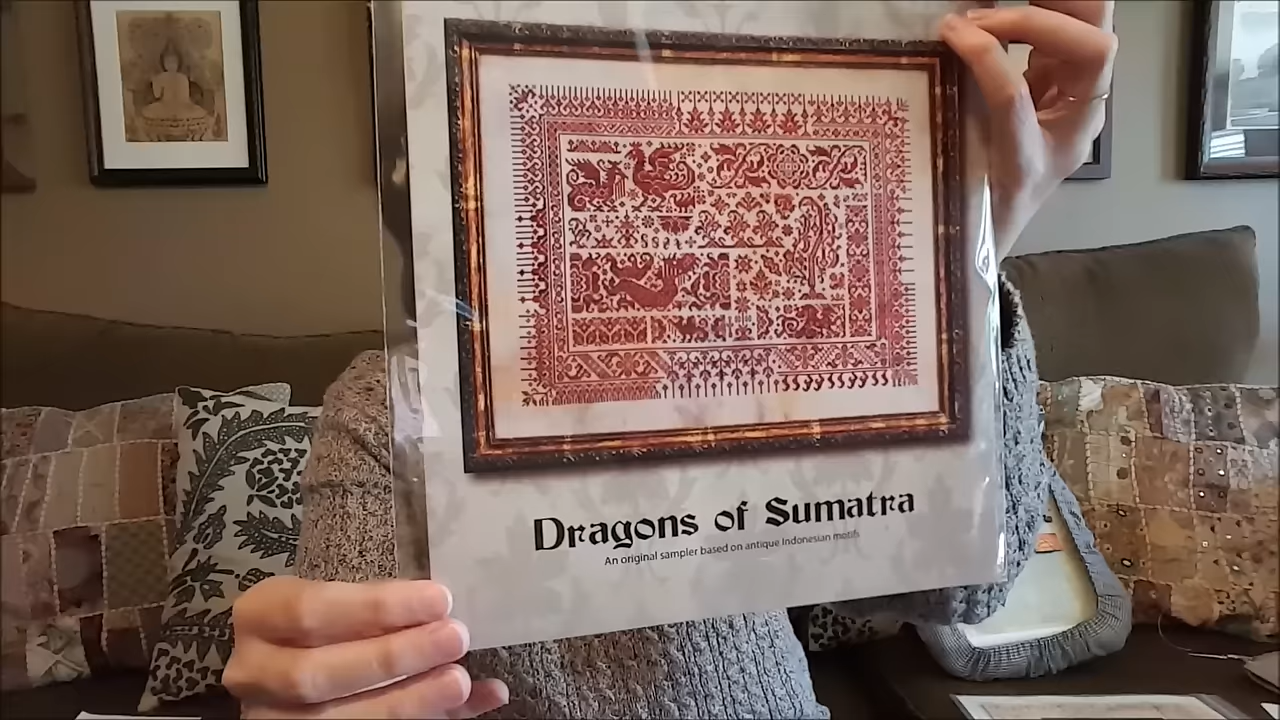 Dragons of Sumatra
An original sampler based on antique Indonesian motifs